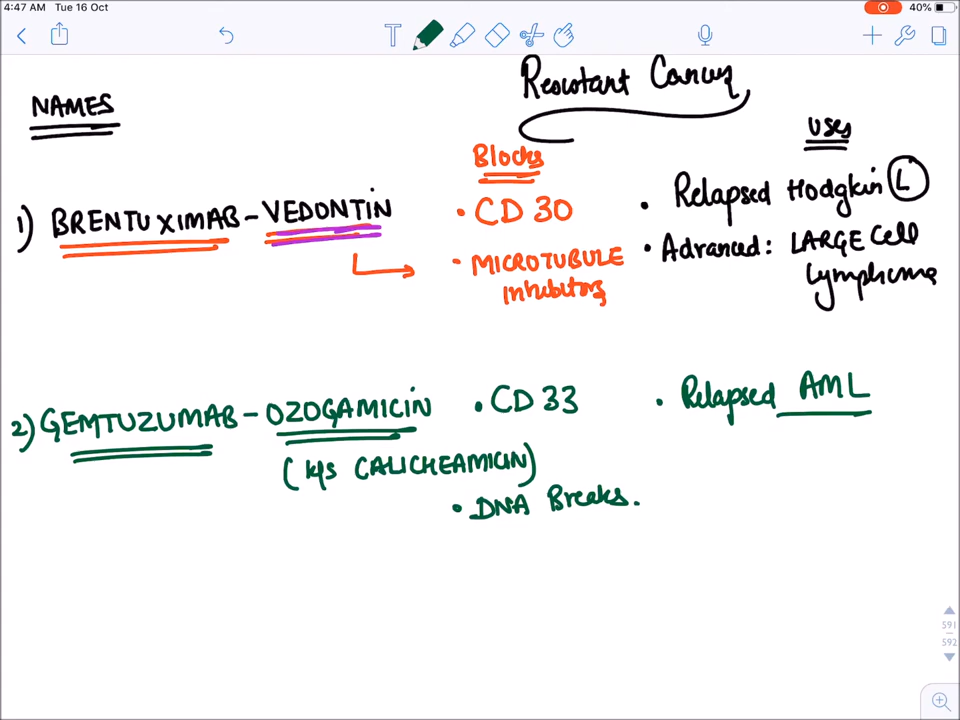 4:47 AM Tue 16 Oct
40%
T
Resistant Cancer
NAMES
Blocks
Uses
1) BRENTUXIMAB-VEDONTIN
• CD 30
• Relapsed Hodgkin L
• MICROTUBULE
Inhibitors
• Advanced: LARGE Cell
Lymphoma
2) GEMTUZUMAB-OZOGAMICIN
• CD 33
• Relapsed AML
(k/s CALICHEAMICIN)
• DNA Breaks.
591
592